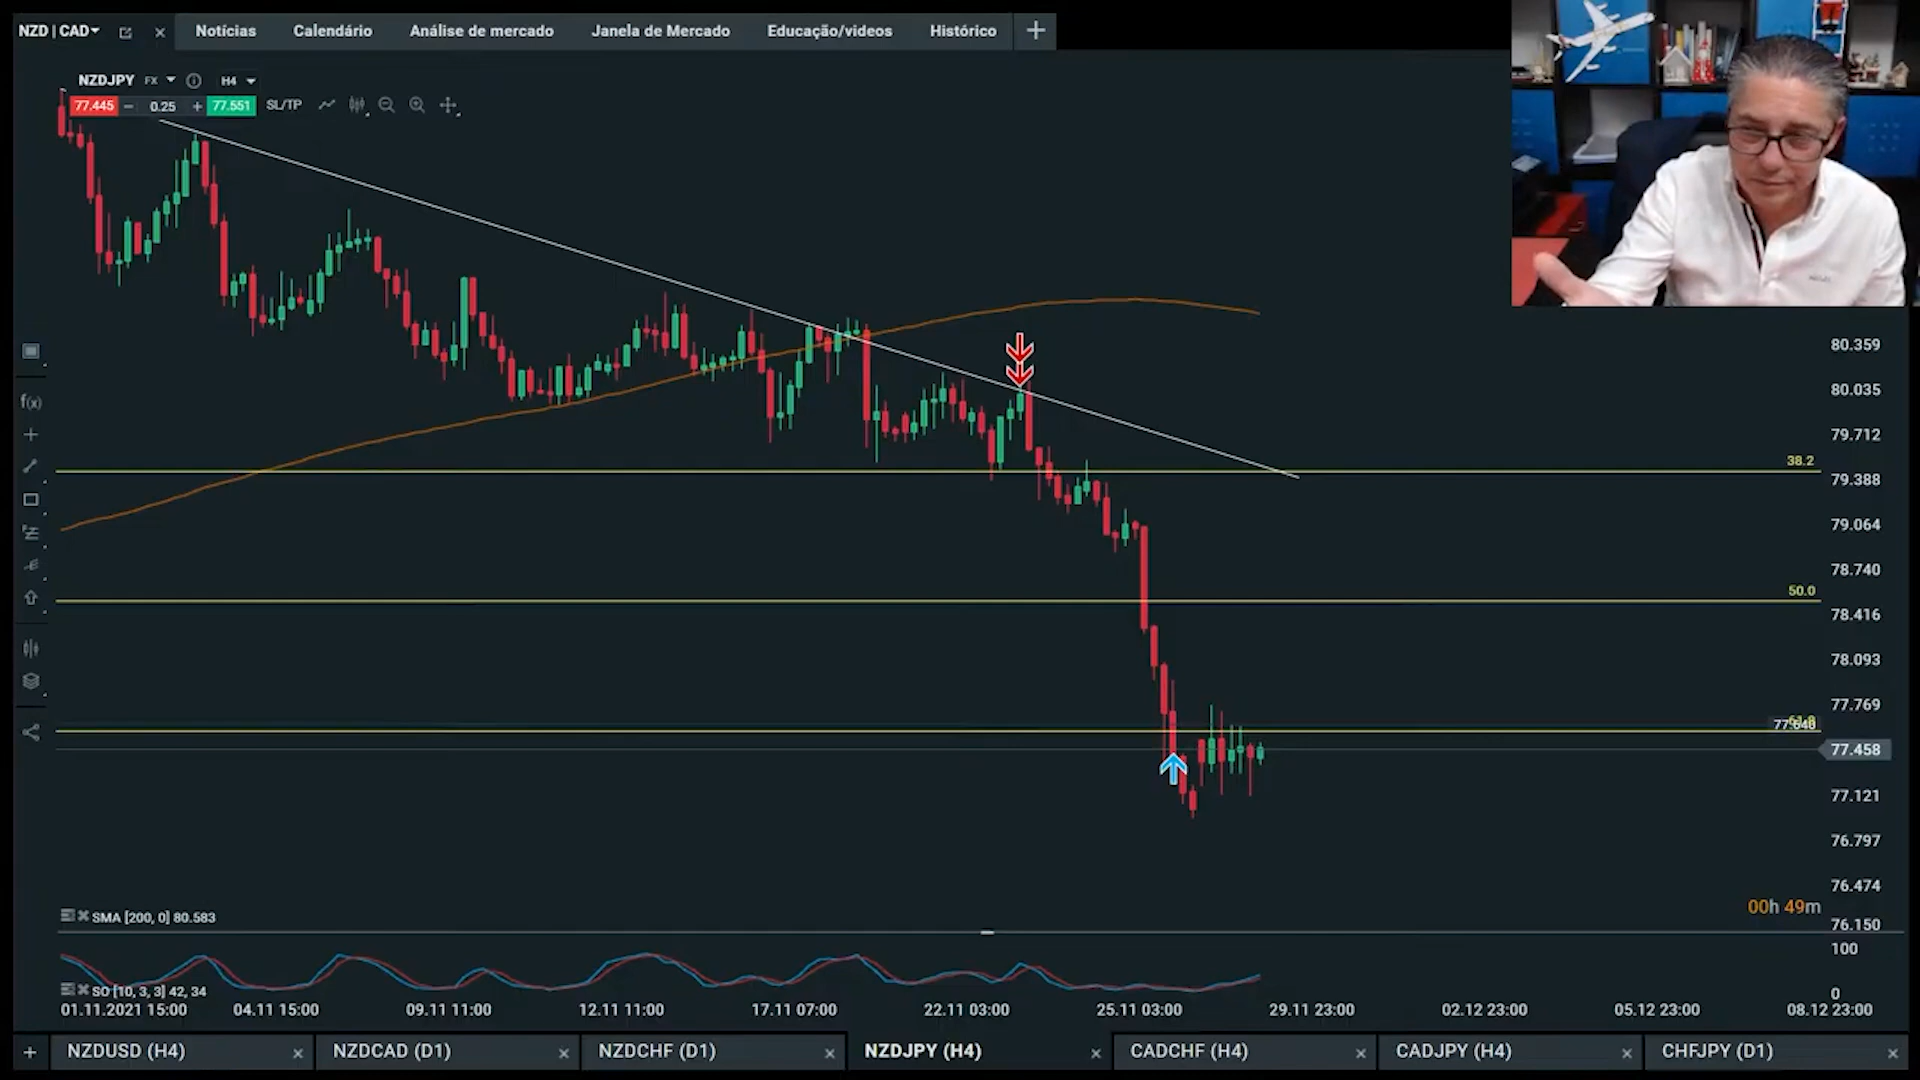 NZD | CAD
Notícias
Calendário
Análise de mercado
Janela de Mercado
Educação/videos
Histórico
NZDJPY FX H4
77.445 − 0.25 + 77.551 SL/TP
80.359
80.035
79.712
38.2
79.388
79.064
78.740
50.0
78.416
78.093
77.769
77.640
77.458
77.121
76.797
76.474
00h 49m
76.150
SMA [200, 0] 80.583
100
SO [10, 3, 3] 42, 34
0
01.11.2021 15:00
04.11 15:00
09.11 11:00
12.11 11:00
17.11 07:00
22.11 03:00
25.11 03:00
29.11 23:00
02.12 23:00
05.12 23:00
08.12 23:00
NZDUSD (H4)
NZDCAD (D1)
NZDCHF (D1)
NZDJPY (H4)
CADCHF (H4)
CADJPY (H4)
CHFJPY (D1)
f(x)